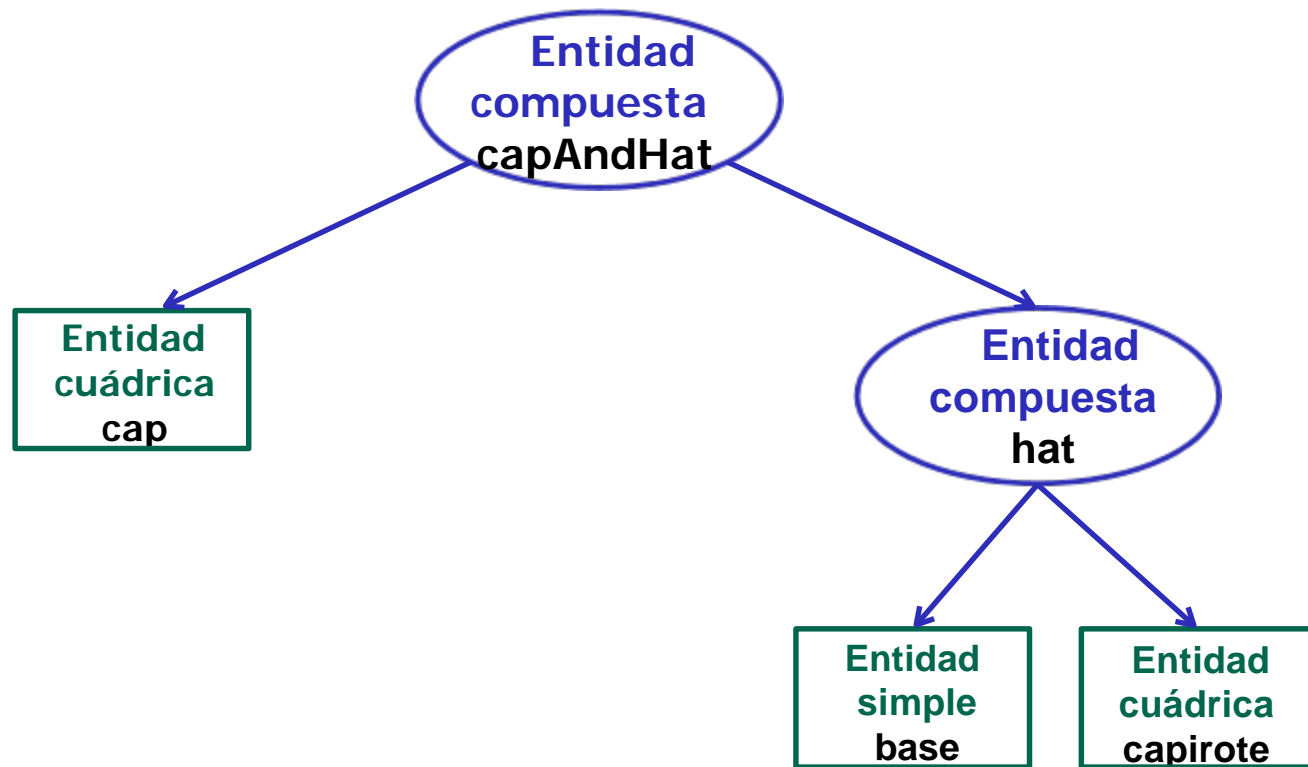 Entidad
compuesta
capAndHat
Entidad
cuádrica
cap
Entidad
compuesta
hat
Entidad
simple
base
Entidad
cuádrica
capirote